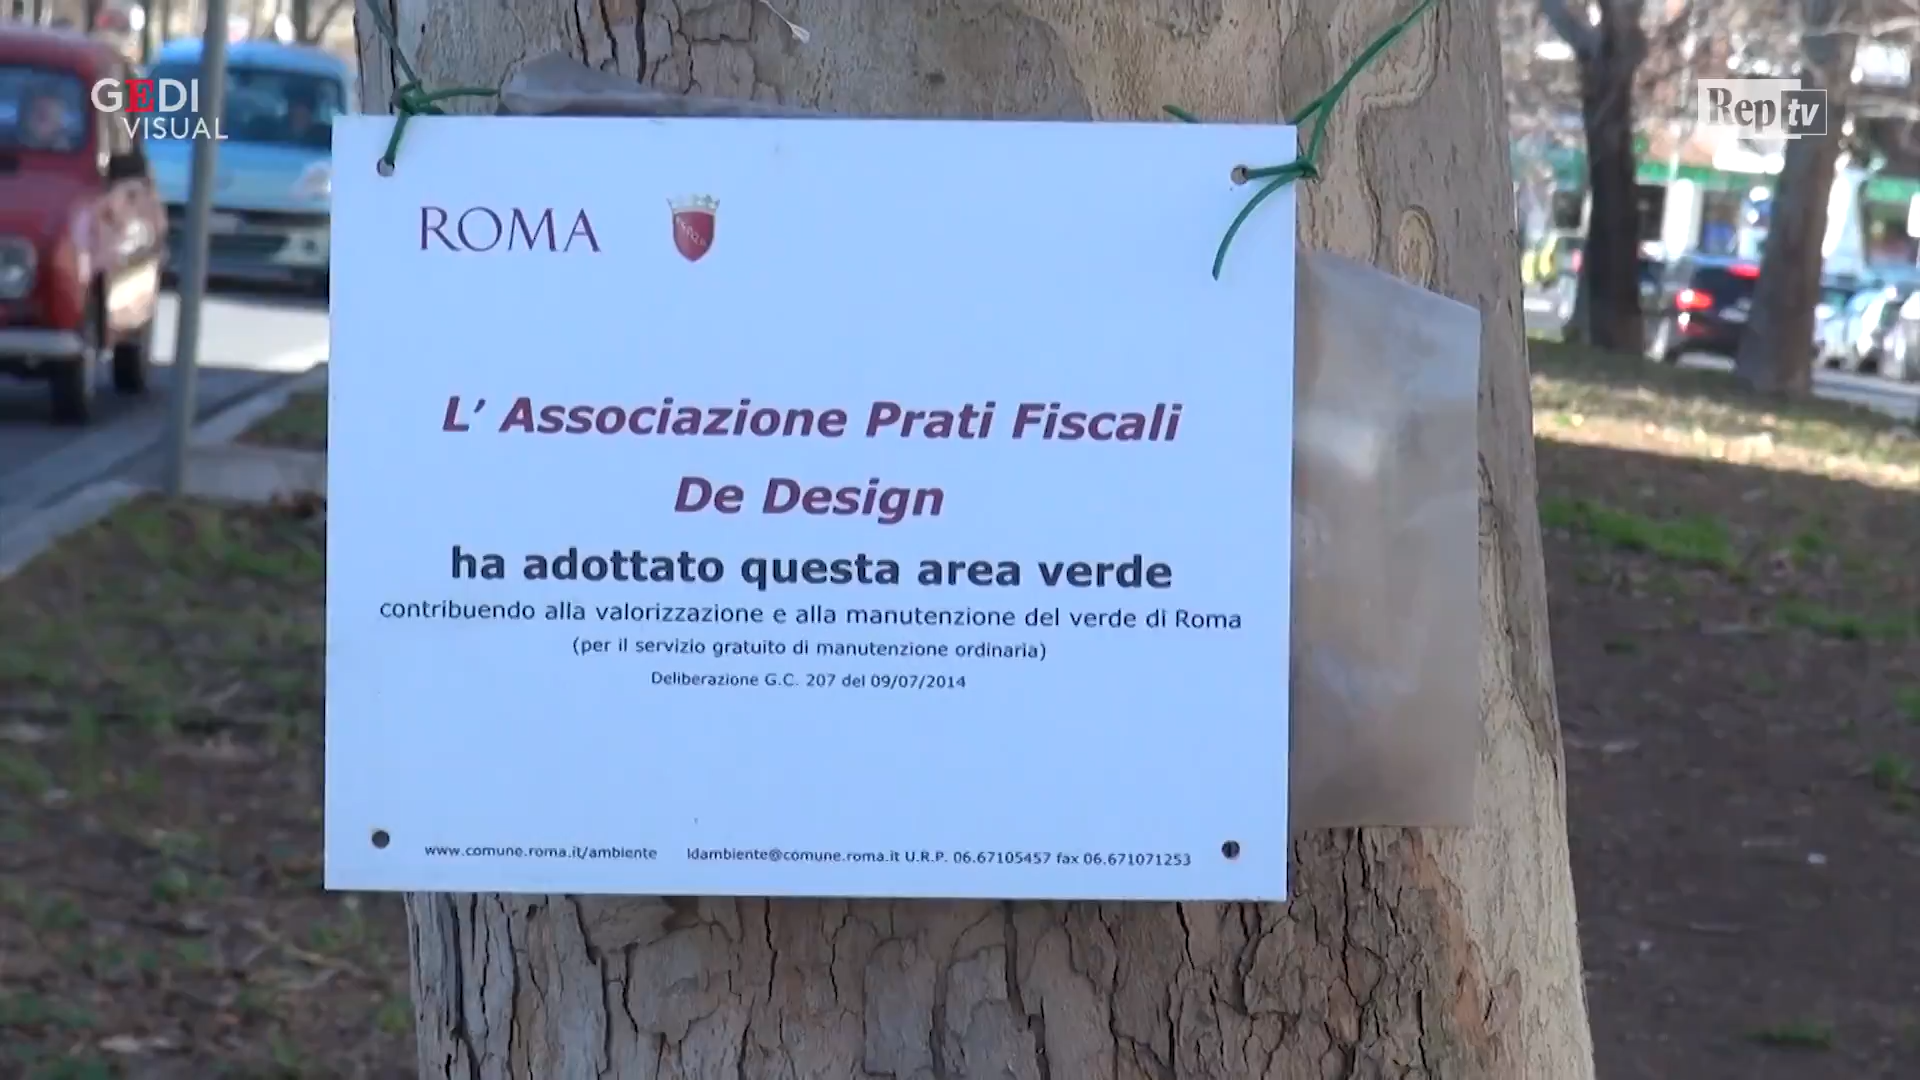 GEDI
VISUAL
Rep tv
ROMA
SPQR
L' Associazione Prati Fiscali
De Design
ha adottato questa area verde
contribuendo alla valorizzazione e alla manutenzione del verde di Roma
(per il servizio gratuito di manutenzione ordinaria)
Deliberazione G.C. 207 del 09/07/2014
www.comune.roma.it/ambiente ldambiente@comune.roma.it U.R.P. 06.67105457 fax 06.671071253